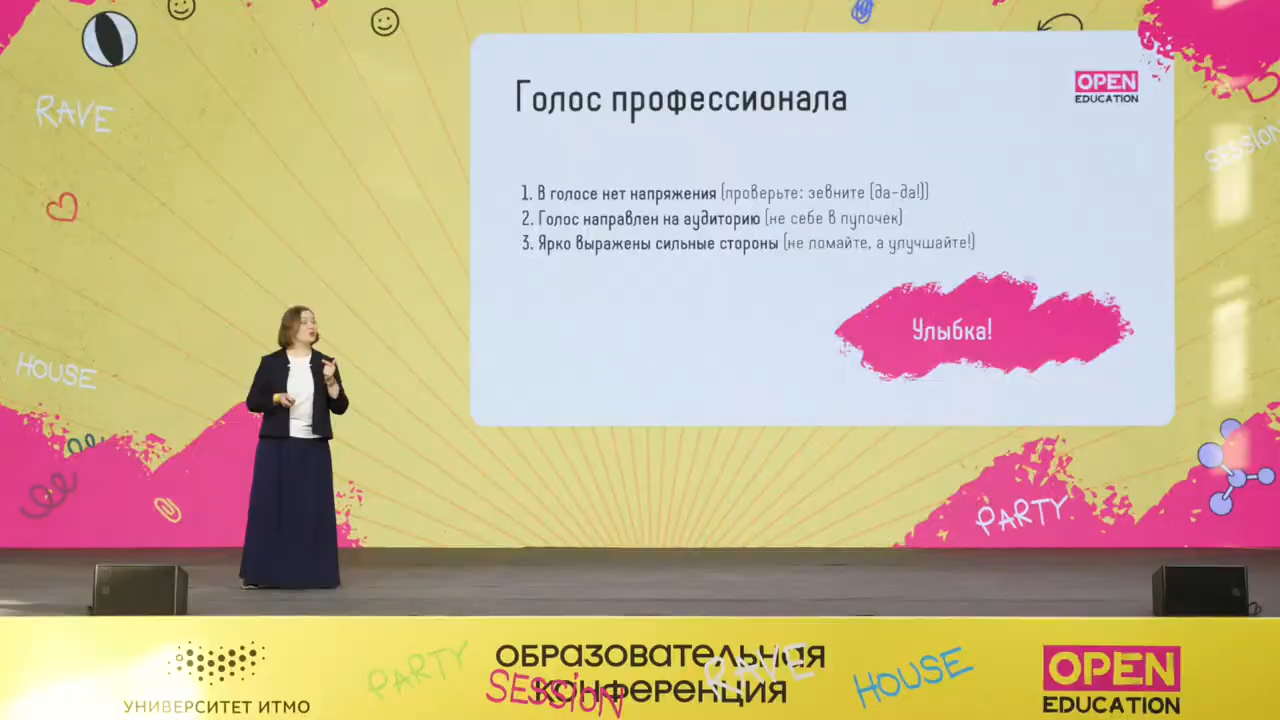 RAVE
HOUSE
Голос профессионала
OPEN
EDUCATION
1. В голосе нет напряжения (проверьте: зевните (да-да!))
2. Голос направлен на аудиторию (не себе в пупочек)
3. Ярко выражены сильные стороны (не ломайте, а улучшайте!)
Улыбка!
SESSION
PARTY
УНИВЕРСИТЕТ ИТМО
PARTY
ОБРАЗОВАТЕЛЬНАЯ
КОНФЕРЕНЦИЯ
SESSION
RAVE
HOUSE
OPEN
EDUCATION